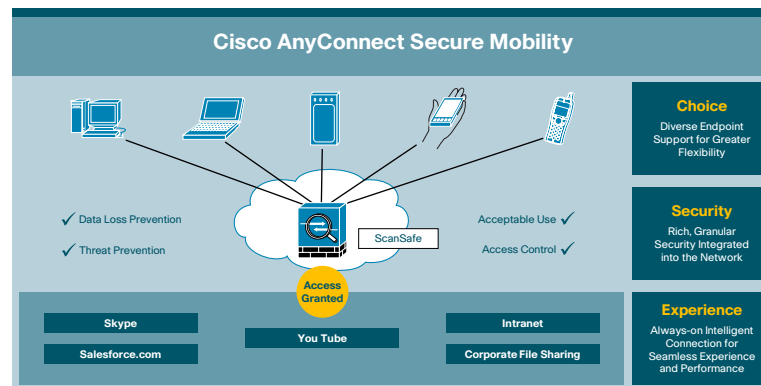 Cisco AnyConnect Secure Mobility
Choice
Diverse Endpoint
Support for Greater
Flexibility
Data Loss Prevention
Threat Prevention
ScanSafe
Acceptable Use
Access Control
Security
Rich, Granular
Security Integrated
into the Network
Access
Granted
Skype
Salesforce.com
You Tube
Intranet
Corporate File Sharing
Experience
Always-on Intelligent
Connection for
Seamless Experience
and Performance